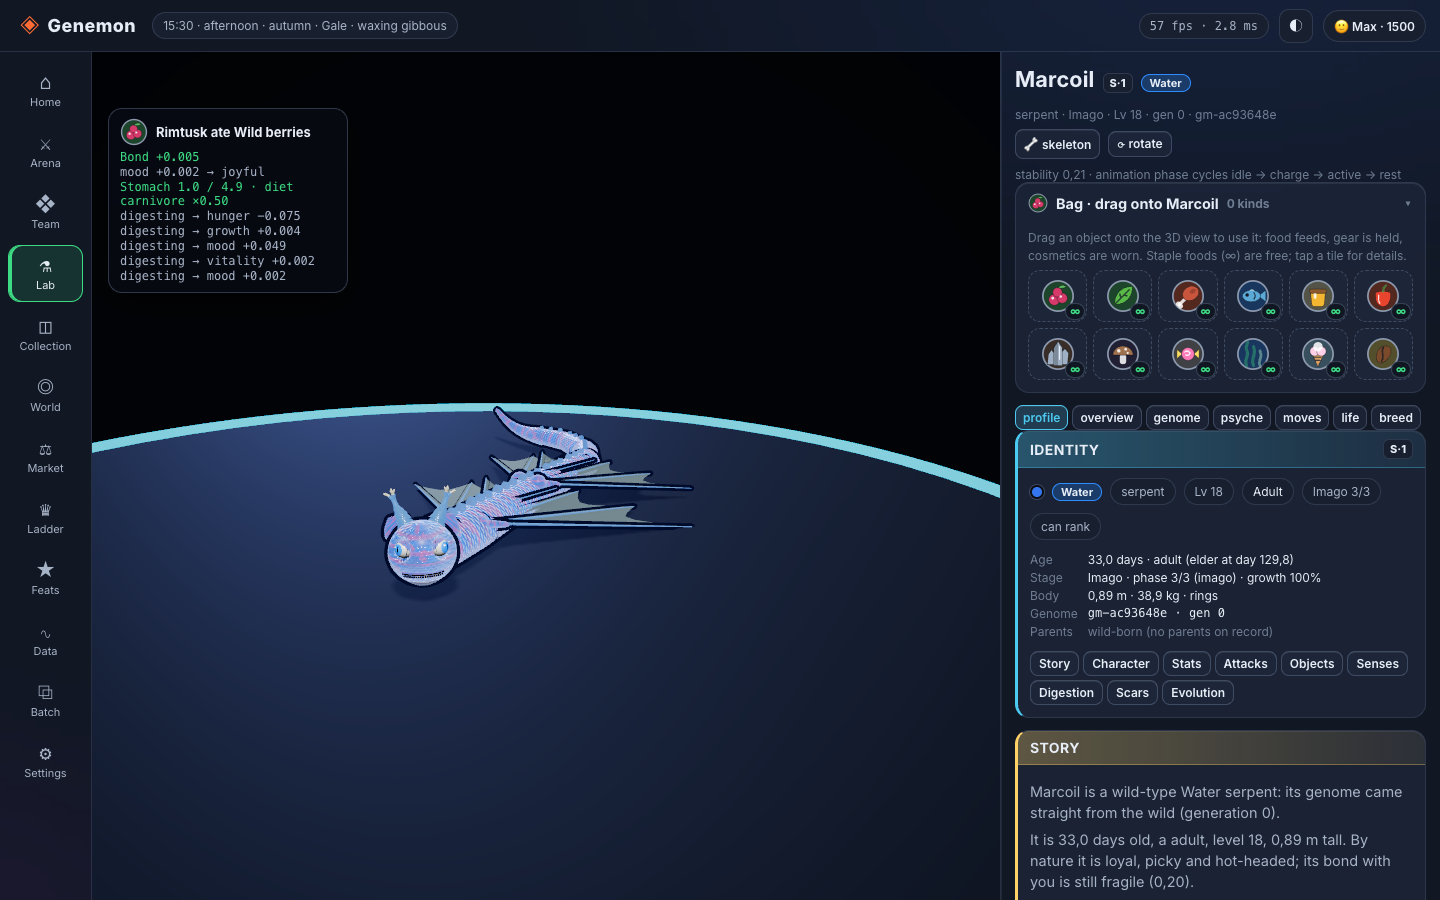 Genemon
15:30 · afternoon · autumn · Gale · waxing gibbous
57 fps · 2.8 ms
Max · 1500
Home
Arena
Team
Lab
Collection
World
Market
Ladder
Feats
Data
Batch
Settings
Rimtusk ate Wild berries
Bond +0.005
mood +0.002 → joyful
Stomach 1.0 / 4.9 · diet
carnivore ×0.50
digesting → hunger −0.075
digesting → growth +0.004
digesting → mood +0.049
digesting → vitality +0.002
digesting → mood +0.002
Marcoil S·1 Water
serpent · Imago · Lv 18 · gen 0 · gm-ac93648e
skeleton rotate
stability 0,21 · animation phase cycles idle → charge → active → rest
Bag · drag onto Marcoil 0 kinds
Drag an object onto the 3D view to use it: food feeds, gear is held,
cosmetics are worn. Staple foods (∞) are free; tap a tile for details.
∞ ∞ ∞ ∞ ∞ ∞
∞ ∞ ∞ ∞ ∞ ∞
profile overview genome psyche moves life breed
IDENTITY S·1
Water serpent Lv 18 Adult Imago 3/3
can rank
Age 33,0 days · adult (elder at day 129,8)
Stage Imago · phase 3/3 (imago) · growth 100%
Body 0,89 m · 38,9 kg · rings
Genome gm-ac93648e · gen 0
Parents wild-born (no parents on record)
Story Character Stats Attacks Objects Senses
Digestion Scars Evolution
STORY
Marcoil is a wild-type Water serpent: its genome came
straight from the wild (generation 0).
It is 33,0 days old, a adult, level 18, 0,89 m tall. By
nature it is loyal, picky and hot-headed; its bond with
you is still fragile (0,20).